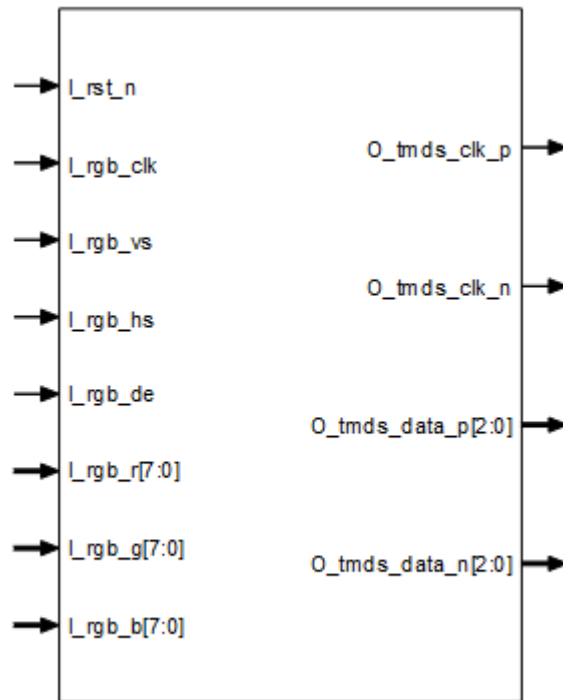 I_rst_n
I_rgb_clk
I_rgb_vs
I_rgb_hs
I_rgb_de
I_rgb_r[7:0]
I_rgb_g[7:0]
I_rgb_b[7:0]
O_tmds_clk_p
O_tmds_clk_n
O_tmds_data_p[2:0]
O_tmds_data_n[2:0]